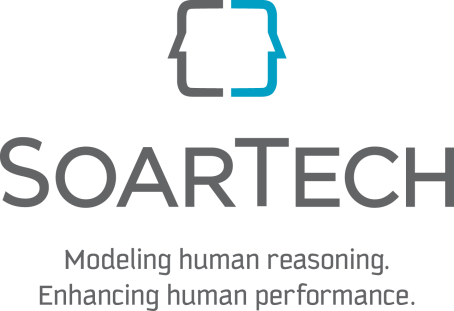 SOARTECH
Modeling human reasoning.
Enhancing human performance.